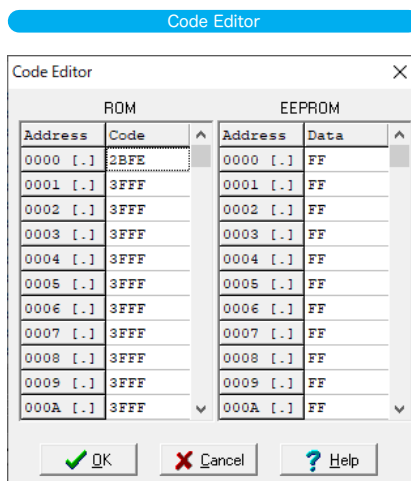 Code Editor
Code Editor
ROM EEPROM
Address Code Address Data
0000 [.] 2BFE 0000 [.] FF
0001 [.] 3FFF 0001 [.] FF
0002 [.] 3FFF 0002 [.] FF
0003 [.] 3FFF 0003 [.] FF
0004 [.] 3FFF 0004 [.] FF
0005 [.] 3FFF 0005 [.] FF
0006 [.] 3FFF 0006 [.] FF
0007 [.] 3FFF 0007 [.] FF
0008 [.] 3FFF 0008 [.] FF
0009 [.] 3FFF 0009 [.] FF
000A [.] 3FFF 000A [.] FF
OK Cancel Help